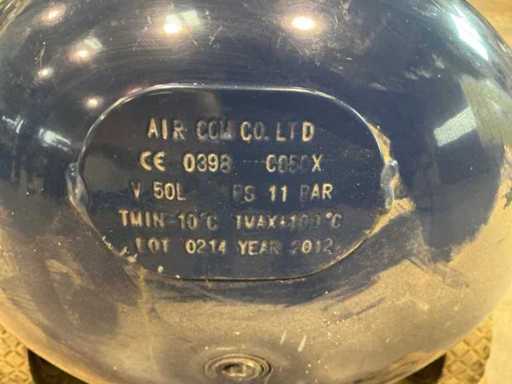 AIR COM CO. LTD
CE 0398 C050X
V 50L PS 11 BAR
TMIN-10°C TMAX+100°C
LOT 0214 YEAR 2012